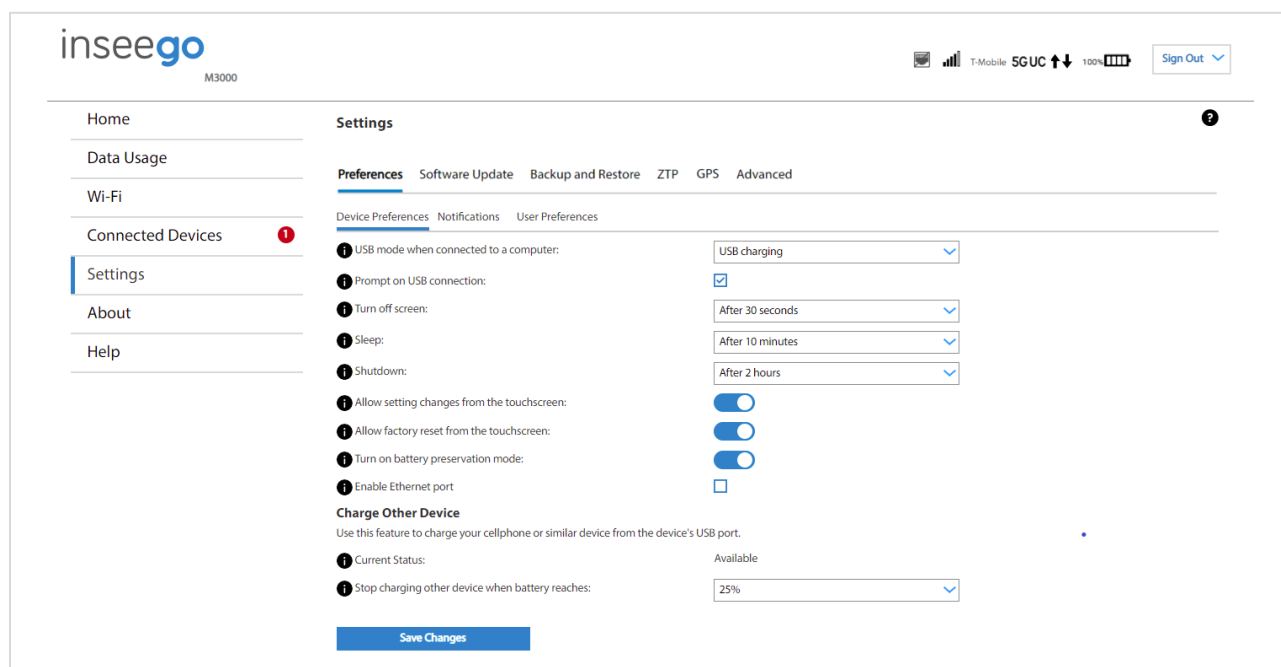 inseego
M3000
T-Mobile 5G UC 100%
Sign Out
Home
Data Usage
Wi-Fi
Connected Devices 1
Settings
About
Help
Settings ?
Preferences Software Update Backup and Restore ZTP GPS Advanced
Device Preferences Notifications User Preferences
i USB mode when connected to a computer: USB charging
i Prompt on USB connection:
i Turn off screen: After 30 seconds
i Sleep: After 10 minutes
i Shutdown: After 2 hours
i Allow setting changes from the touchscreen:
i Allow factory reset from the touchscreen:
i Turn on battery preservation mode:
i Enable Ethernet port
Charge Other Device
Use this feature to charge your cellphone or similar device from the device's USB port.
i Current Status: Available
i Stop charging other device when battery reaches: 25%
Save Changes